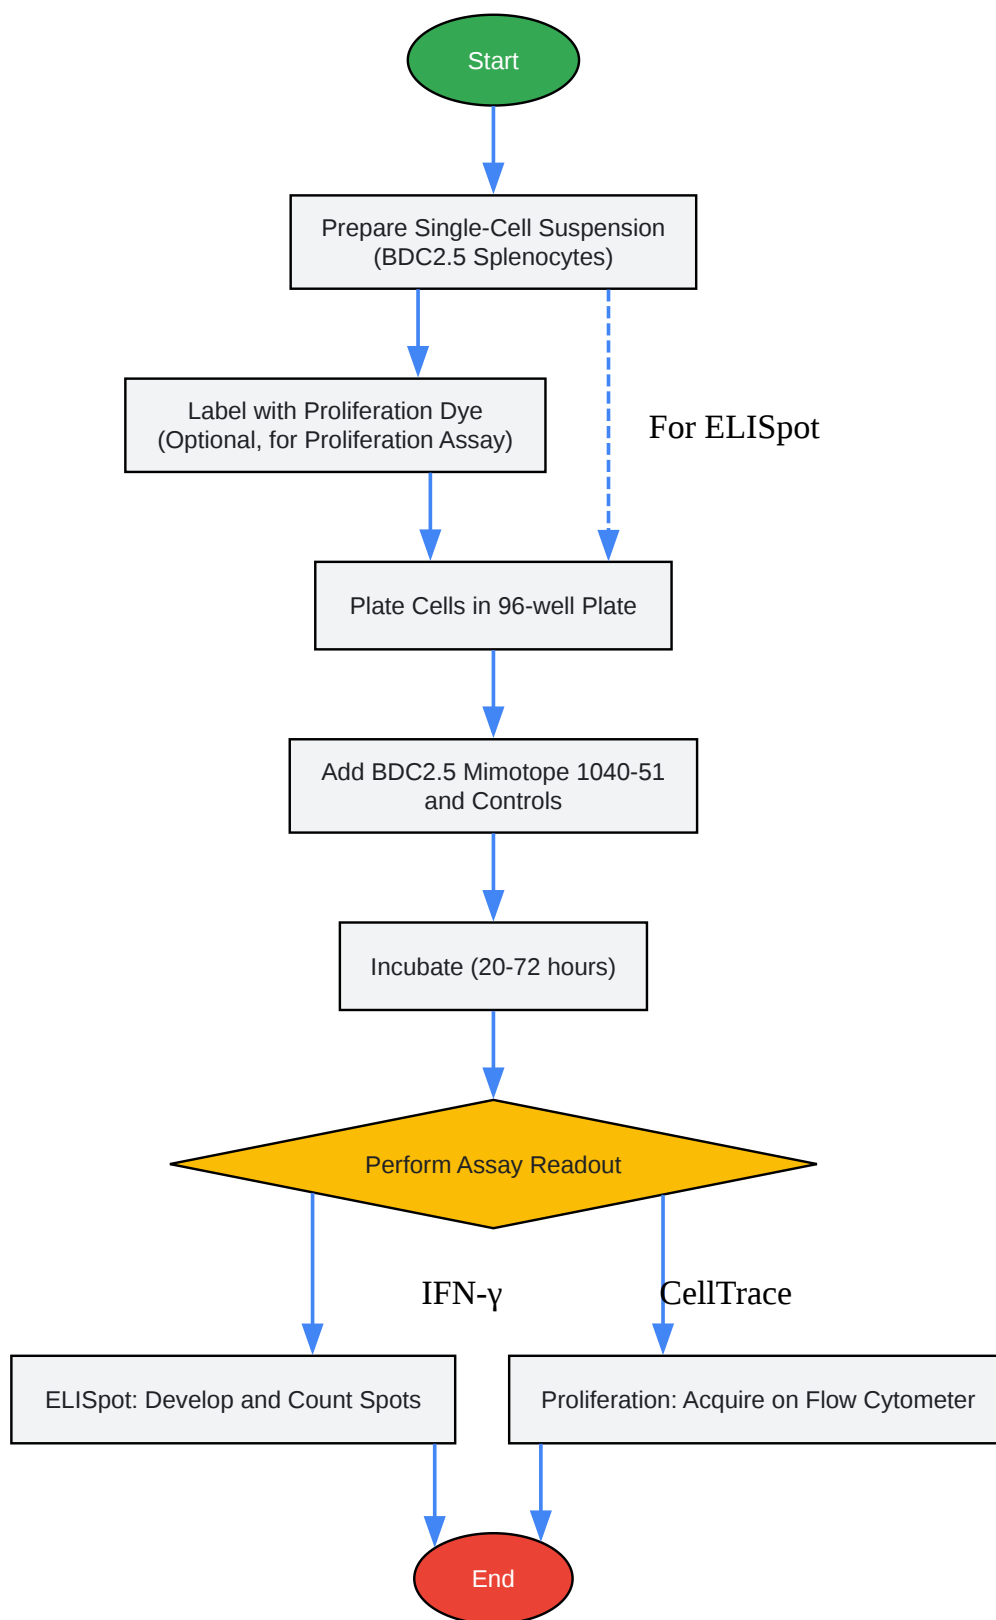 Start
Prepare Single-Cell Suspension
(BDC2.5 Splenocytes)
Label with Proliferation Dye
(Optional, for Proliferation Assay)
For ELISpot
Plate Cells in 96-well Plate
Add BDC2.5 Mimotope 1040-51
and Controls
Incubate (20-72 hours)
Perform Assay Readout
IFN-γ
CellTrace
ELISpot: Develop and Count Spots
Proliferation: Acquire on Flow Cytometer
End